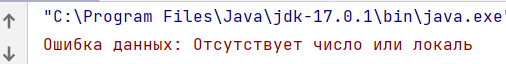 "C:\Program Files\Java\jdk-17.0.1\bin\java.exe"
Ошибка данных: Отсутствует число или локаль